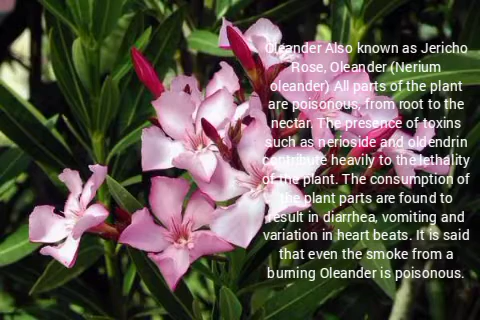 Oleander Also known as Jericho
Rose, Oleander (Nerium
oleander) All parts of the plant
are poisonous, from root to the
nectar. The presence of toxins
such as nerioside and oldendrin
contribute heavily to the lethality
of the plant. The consumption of
the plant parts are found to
result in diarrhea, vomiting and
variation in heart beats. It is said
that even the smoke from a
burning Oleander is poisonous.